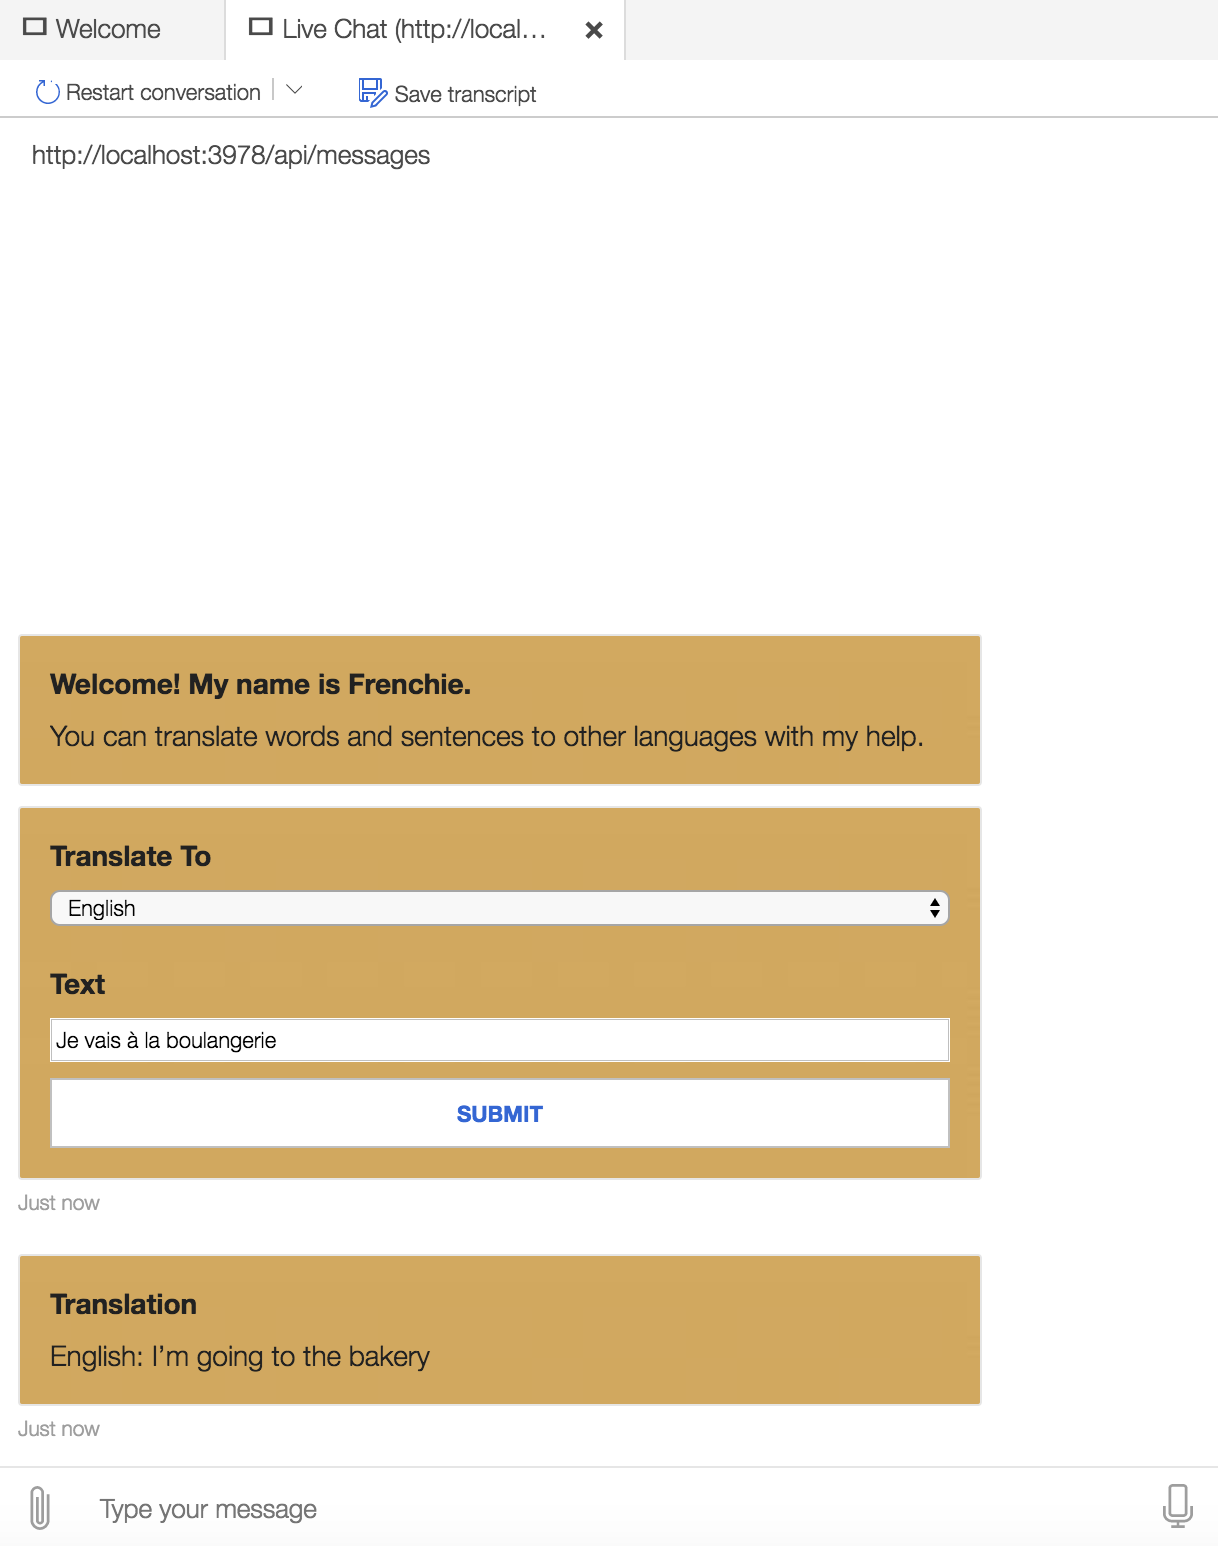 Welcome
Live Chat (http://local...
Restart conversation
Save transcript
http://localhost:3978/api/messages
Welcome! My name is Frenchie.
You can translate words and sentences to other languages with my help.
Translate To
English
Text
Je vais à la boulangerie
SUBMIT
Just now
Translation
English: I’m going to the bakery
Just now
Type your message